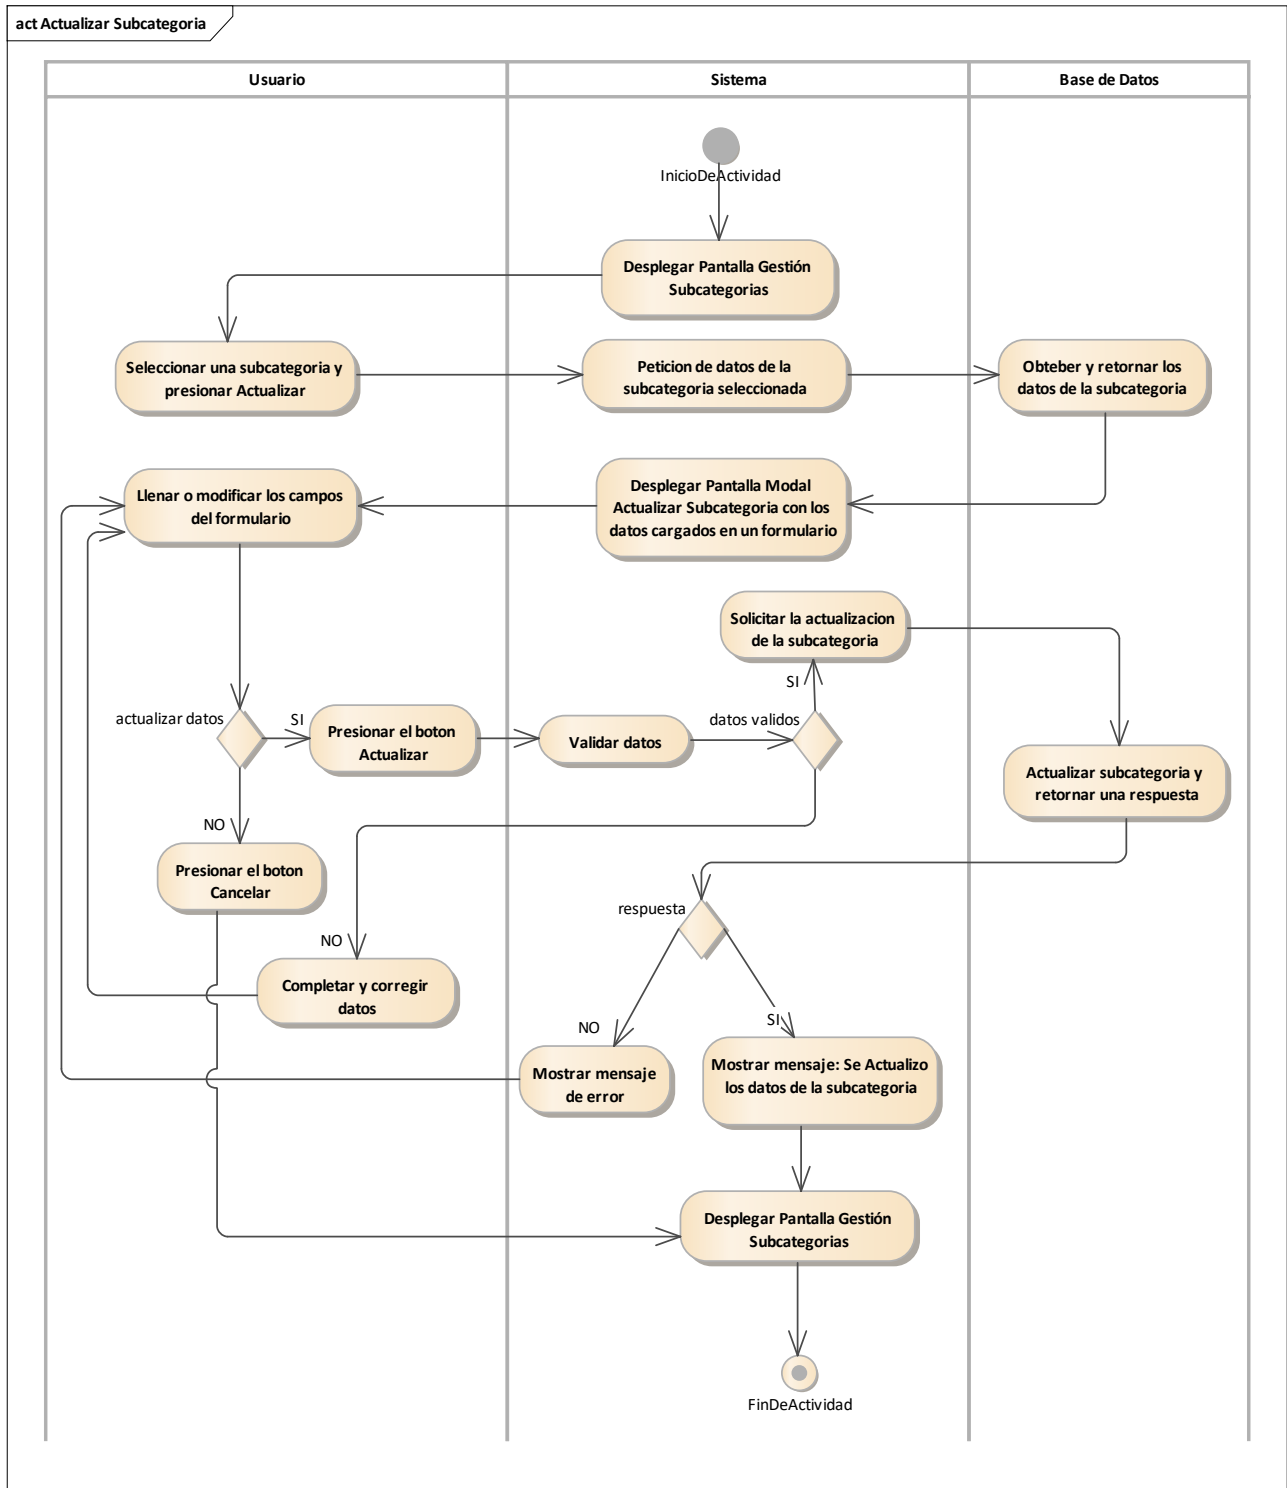 act Actualizar Subcategoria
Usuario
Sistema
Base de Datos
InicioDeActividad
Desplegar Pantalla Gestión
Subcategorias
Seleccionar una subcategoria y
presionar Actualizar
Peticion de datos de la
subcategoria seleccionada
Obteber y retornar los
datos de la subcategoria
Llenar o modificar los campos
del formulario
Desplegar Pantalla Modal
Actualizar Subcategoria con los
datos cargados en un formulario
Solicitar la actualizacion
de la subcategoria
SI
actualizar datos
SI
Presionar el boton
Actualizar
Validar datos
datos validos
Actualizar subcategoria y
retornar una respuesta
NO
Presionar el boton
Cancelar
respuesta
NO
Completar y corregir
datos
NO
SI
Mostrar mensaje
de error
Mostrar mensaje: Se Actualizo
los datos de la subcategoria
Desplegar Pantalla Gestión
Subcategorias
FinDeActividad